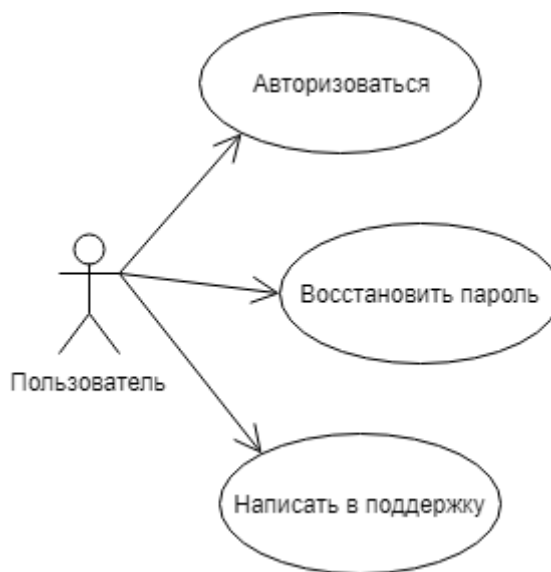 Авторизоваться
Восстановить пароль
Пользователь
Написать в поддержку